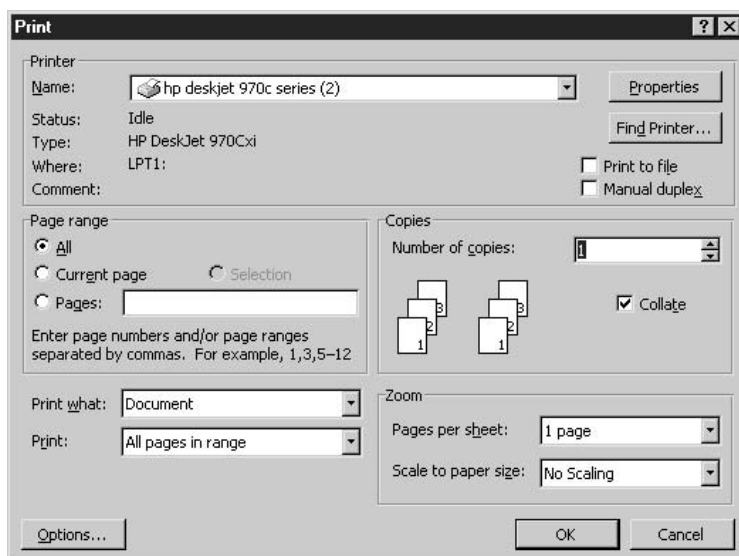 Print
Printer
Name: hp deskjet 970c series (2) Properties
Status: Idle
Find Printer...
Type: HP DeskJet 970Cxi
Where: LPT1:
Print to file
Comment:
Manual duplex
Page range
All
Current page Selection
Pages:
Enter page numbers and/or page ranges
separated by commas. For example, 1,3,5–12
Copies
Number of copies: 1
3 3
2 2
1 1
Collate
Print what: Document
Print: All pages in range
Zoom
Pages per sheet: 1 page
Scale to paper size: No Scaling
Options... OK Cancel